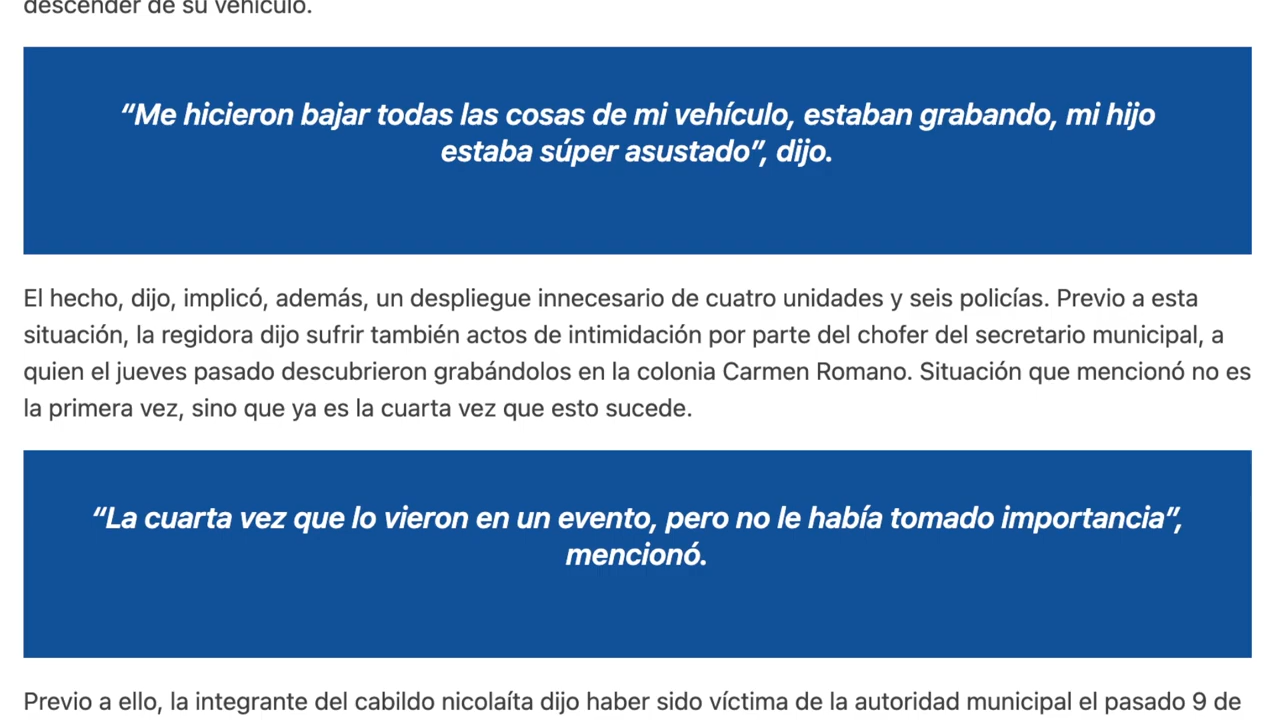 descender de su vehículo.
“Me hicieron bajar todas las cosas de mi vehículo, estaban grabando, mi hijo
estaba súper asustado”, dijo.
El hecho, dijo, implicó, además, un despliegue innecesario de cuatro unidades y seis policías. Previo a esta
situación, la regidora dijo sufrir también actos de intimidación por parte del chofer del secretario municipal, a
quien el jueves pasado descubrieron grabándolos en la colonia Carmen Romano. Situación que mencionó no es
la primera vez, sino que ya es la cuarta vez que esto sucede.
“La cuarta vez que lo vieron en un evento, pero no le había tomado importancia”,
mencionó.
Previo a ello, la integrante del cabildo nicolaíta dijo haber sido víctima de la autoridad municipal el pasado 9 de